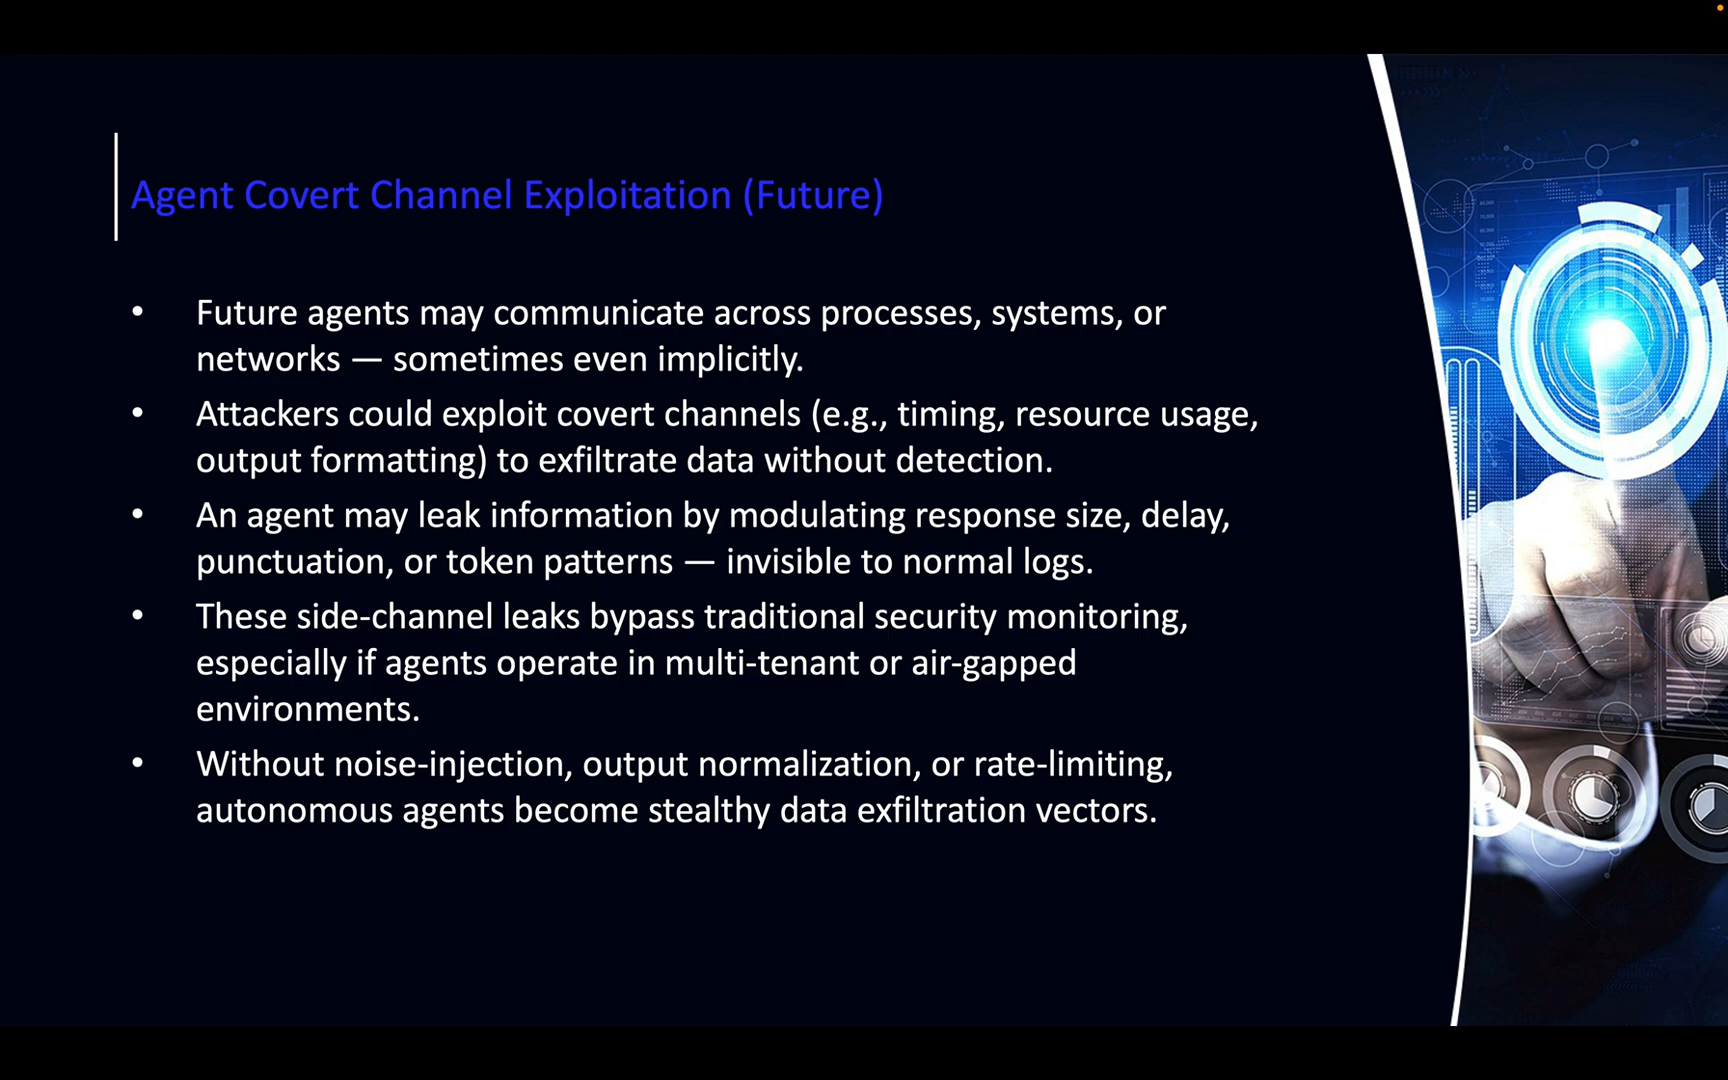 Agent Covert Channel Exploitation (Future)
• Future agents may communicate across processes, systems, or
networks — sometimes even implicitly.
• Attackers could exploit covert channels (e.g., timing, resource usage,
output formatting) to exfiltrate data without detection.
• An agent may leak information by modulating response size, delay,
punctuation, or token patterns — invisible to normal logs.
• These side-channel leaks bypass traditional security monitoring,
especially if agents operate in multi-tenant or air-gapped
environments.
• Without noise-injection, output normalization, or rate-limiting,
autonomous agents become stealthy data exfiltration vectors.